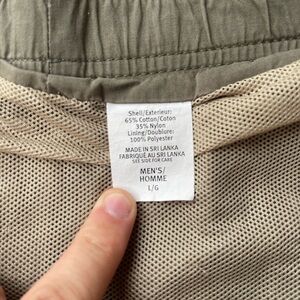 Shell/Exterieur:
65% Cotton/Coton
35% Nylon
Lining/Doublure:
100% Polyester
MADE IN SRI LANKA
FABRIQUÉ AU SRI LANKA
SEE SIDE FOR CARE
MEN'S/
HOMME
L/G